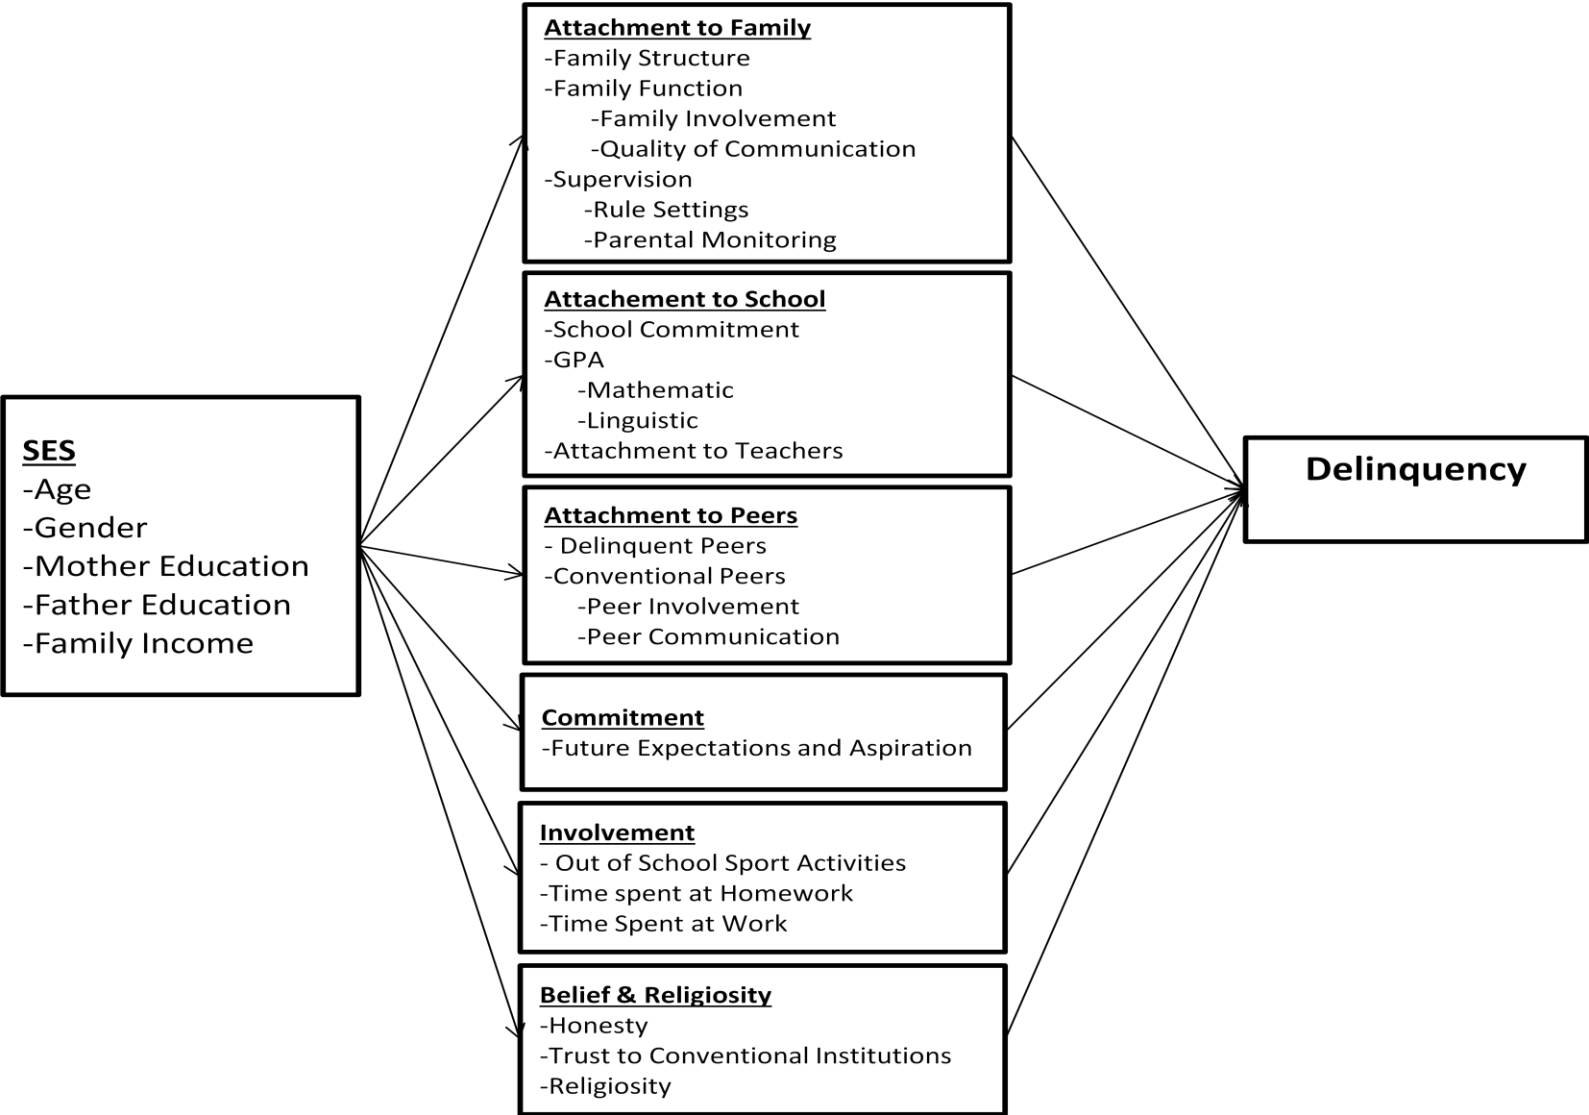 SES
-Age
-Gender
-Mother Education
-Father Education
-Family Income
Attachment to Family
-Family Structure
-Family Function
-Family Involvement
-Quality of Communication
-Supervision
-Rule Settings
-Parental Monitoring
Attachement to School
-School Commitment
-GPA
-Mathematic
-Linguistic
-Attachment to Teachers
Attachment to Peers
- Delinquent Peers
-Conventional Peers
-Peer Involvement
-Peer Communication
Commitment
-Future Expectations and Aspiration
Involvement
- Out of School Sport Activities
-Time spent at Homework
-Time Spent at Work
Belief & Religiosity
-Honesty
-Trust to Conventional Institutions
-Religiosity
Delinquency